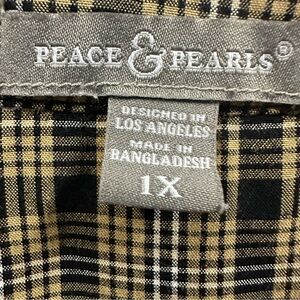 PEACE & PEARLS®
DESIGNED IN
LOS ANGELES
MADE IN
BANGLADESH
1X